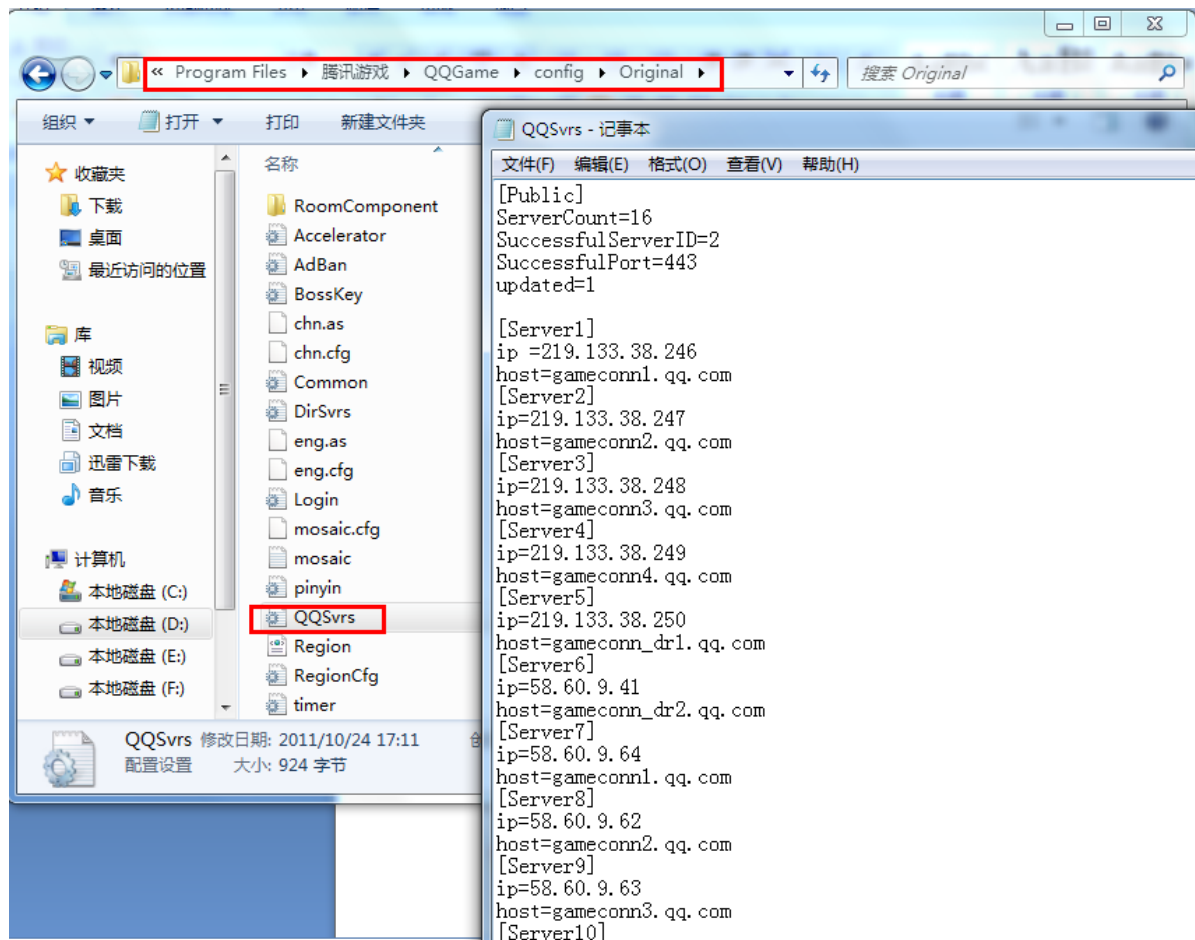 « Program Files ▸ 腾讯游戏 ▸ QQGame ▸ config ▸ Original ▸
搜索 Original
组织 打开 打印 新建文件夹
收藏夹
下载
桌面
最近访问的位置
库
视频
图片
文档
迅雷下载
音乐
计算机
本地磁盘 (C:)
本地磁盘 (D:)
本地磁盘 (E:)
本地磁盘 (F:)
名称
RoomComponent
Accelerator
AdBan
BossKey
chn.as
chn.cfg
Common
DirSvrs
eng.as
eng.cfg
Login
mosaic.cfg
mosaic
pinyin
QQSvrs
Region
RegionCfg
timer
QQSvrs 修改日期: 2011/10/24 17:11
配置设置 大小: 924 字节
QQSvrs - 记事本
文件(F) 编辑(E) 格式(O) 查看(V) 帮助(H)
[Public]
ServerCount=16
SuccessfulServerID=2
SuccessfulPort=443
updated=1
[Server1]
ip =219.133.38.246
host=gameconn1.qq.com
[Server2]
ip=219.133.38.247
host=gameconn2.qq.com
[Server3]
ip=219.133.38.248
host=gameconn3.qq.com
[Server4]
ip=219.133.38.249
host=gameconn4.qq.com
[Server5]
ip=219.133.38.250
host=gameconn_dr1.qq.com
[Server6]
ip=58.60.9.41
host=gameconn_dr2.qq.com
[Server7]
ip=58.60.9.64
host=gameconn1.qq.com
[Server8]
ip=58.60.9.62
host=gameconn2.qq.com
[Server9]
ip=58.60.9.63
host=gameconn3.qq.com
[Server10]